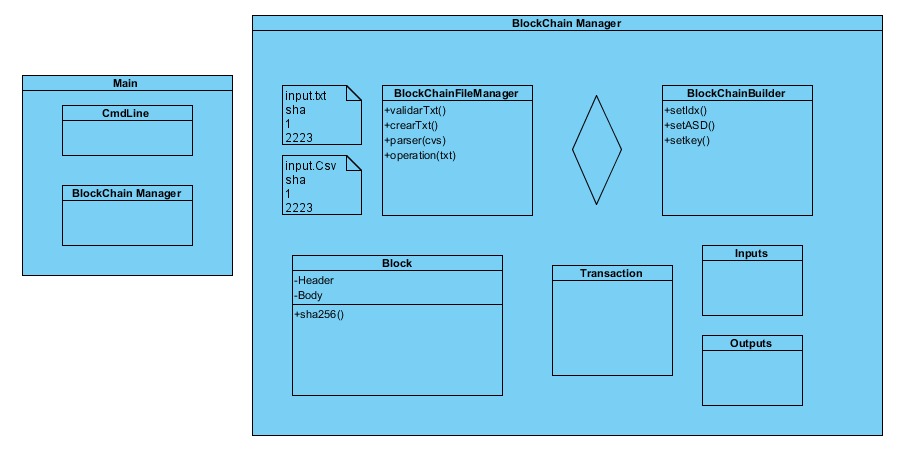 Main
CmdLine
BlockChain Manager
BlockChain Manager
input.txt
sha
1
2223
input.Csv
sha
1
2223
BlockChainFileManager
+validarTxt()
+crearTxt()
+parser(cvs)
+operation(txt)
BlockChainBuilder
+setIdx()
+setASD()
+setkey()
Block
-Header
-Body
+sha256()
Transaction
Inputs
Outputs